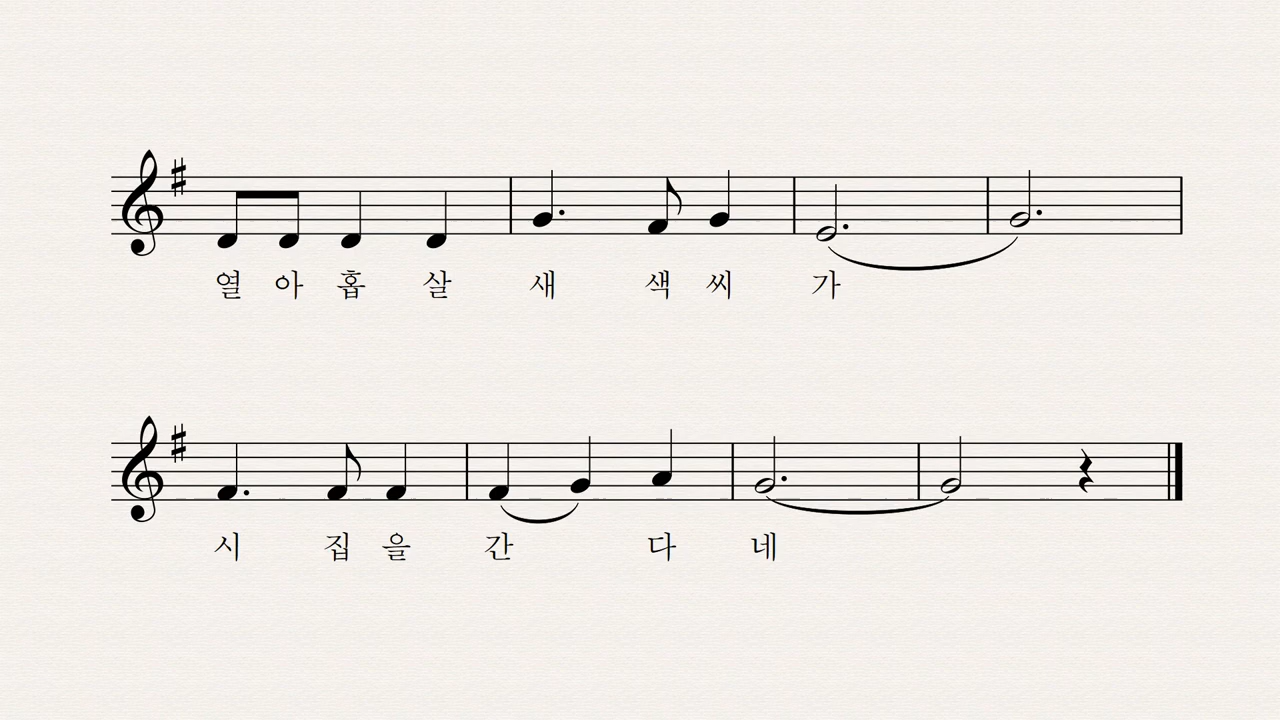 열 아 홉 살 새 색 씨 가
시 집 을 간 다 네